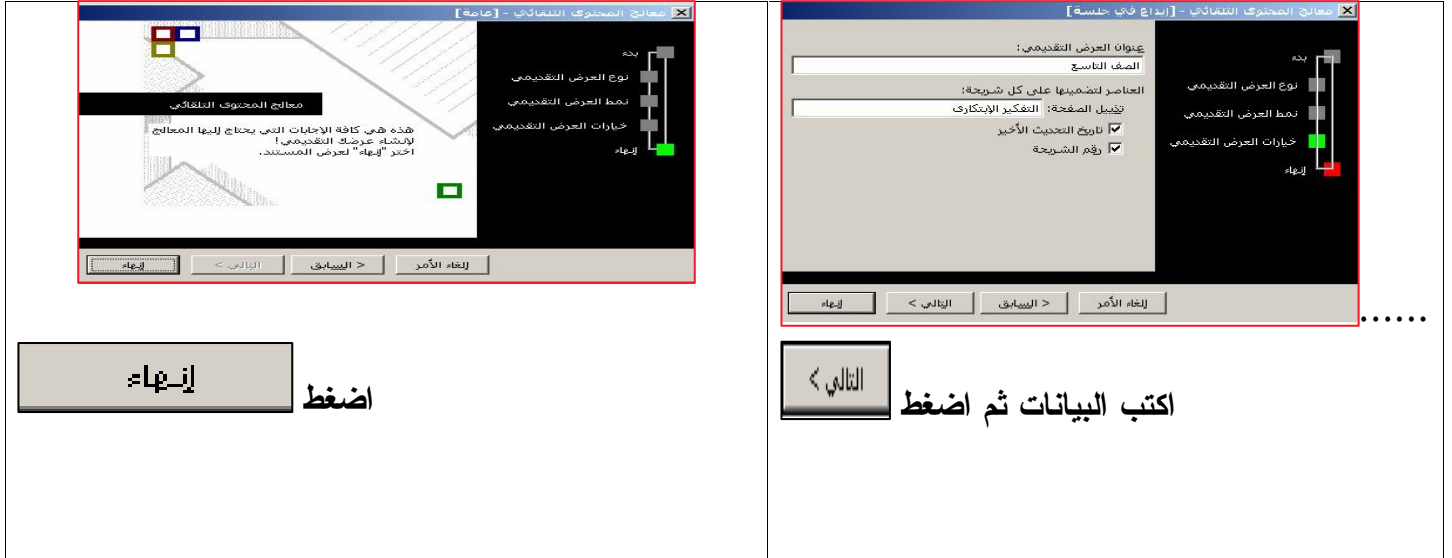 معالج المحتوى التلقائي - [إبداع في جلسة]
بدء
نوع العرض التقديمي
نمط العرض التقديمي
خيارات العرض التقديمي
إنهاء
عنوان العرض التقديمي:
الصف التاسع
العناصر لتضمينها على كل شريحة:
تذييل الصفحة: التفكير الإبتكارى
تاريخ التحديث الأخير
رقم الشريحة
إلغاء الأمر
< السابق
التالي >
إنهاء
......
اكتب البيانات ثم اضغط التالي >
معالج المحتوى التلقائي - [عامة]
بدء
نوع العرض التقديمي
نمط العرض التقديمي
خيارات العرض التقديمي
إنهاء
معالج المحتوى التلقائي
هذه هي كافة الإجابات التي يحتاج إليها المعالج
لإنشاء عرضك التقديمي!
اختر "إنهاء" لعرض المستند.
إلغاء الأمر
< السابق
التالي >
إنهاء
اضغط إنـهاء